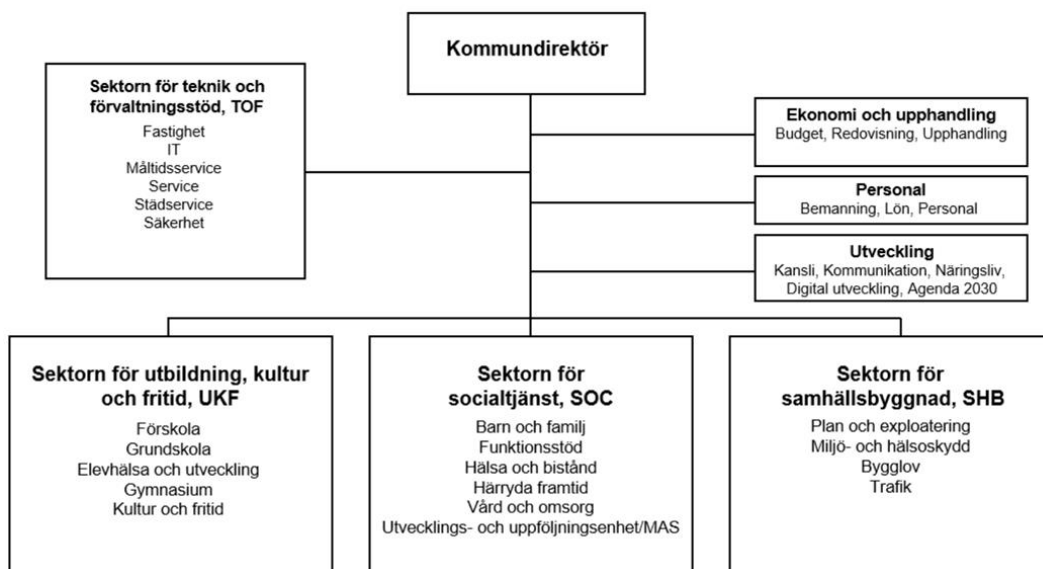 Kommundirektör
Sektorn för teknik och
förvaltningsstöd, TOF
Fastighet
IT
Måltidsservice
Service
Städservice
Säkerhet
Ekonomi och upphandling
Budget, Redovisning, Upphandling
Personal
Bemanning, Lön, Personal
Utveckling
Kansli, Kommunikation, Näringsliv,
Digital utveckling, Agenda 2030
Sektorn för utbildning, kultur
och fritid, UKF
Förskola
Grundskola
Elevhälsa och utveckling
Gymnasium
Kultur och fritid
Sektorn för
socialtjänst, SOC
Barn och familj
Funktionsstöd
Hälsa och bistånd
Härryda framtid
Vård och omsorg
Utvecklings- och uppföljningsenhet/MAS
Sektorn för
samhällsbyggnad, SHB
Plan och exploatering
Miljö- och hälsoskydd
Bygglov
Trafik